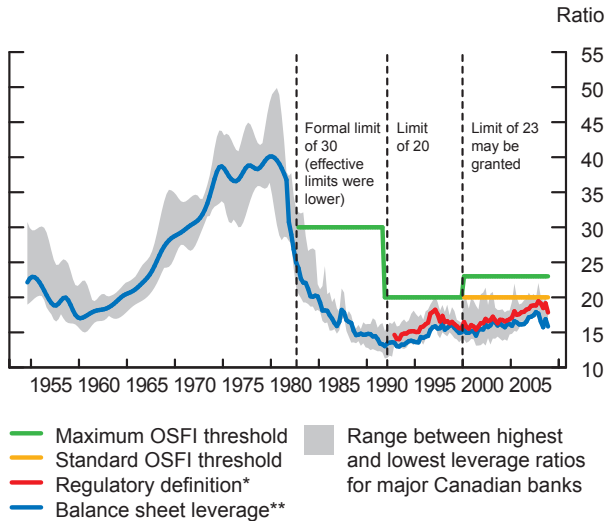 Ratio
55
50
45
40
35
30
25
20
15
10
Formal limit
of 30
(effective
limits were
lower)
Limit
of 20
Limit of 23
may be
granted
1955 1960 1965 1970 1975 1980 1985 1990 1995 2000 2005
Maximum OSFI threshold
Standard OSFI threshold
Regulatory definition*
Balance sheet leverage**
Range between highest
and lowest leverage ratios
for major Canadian banks